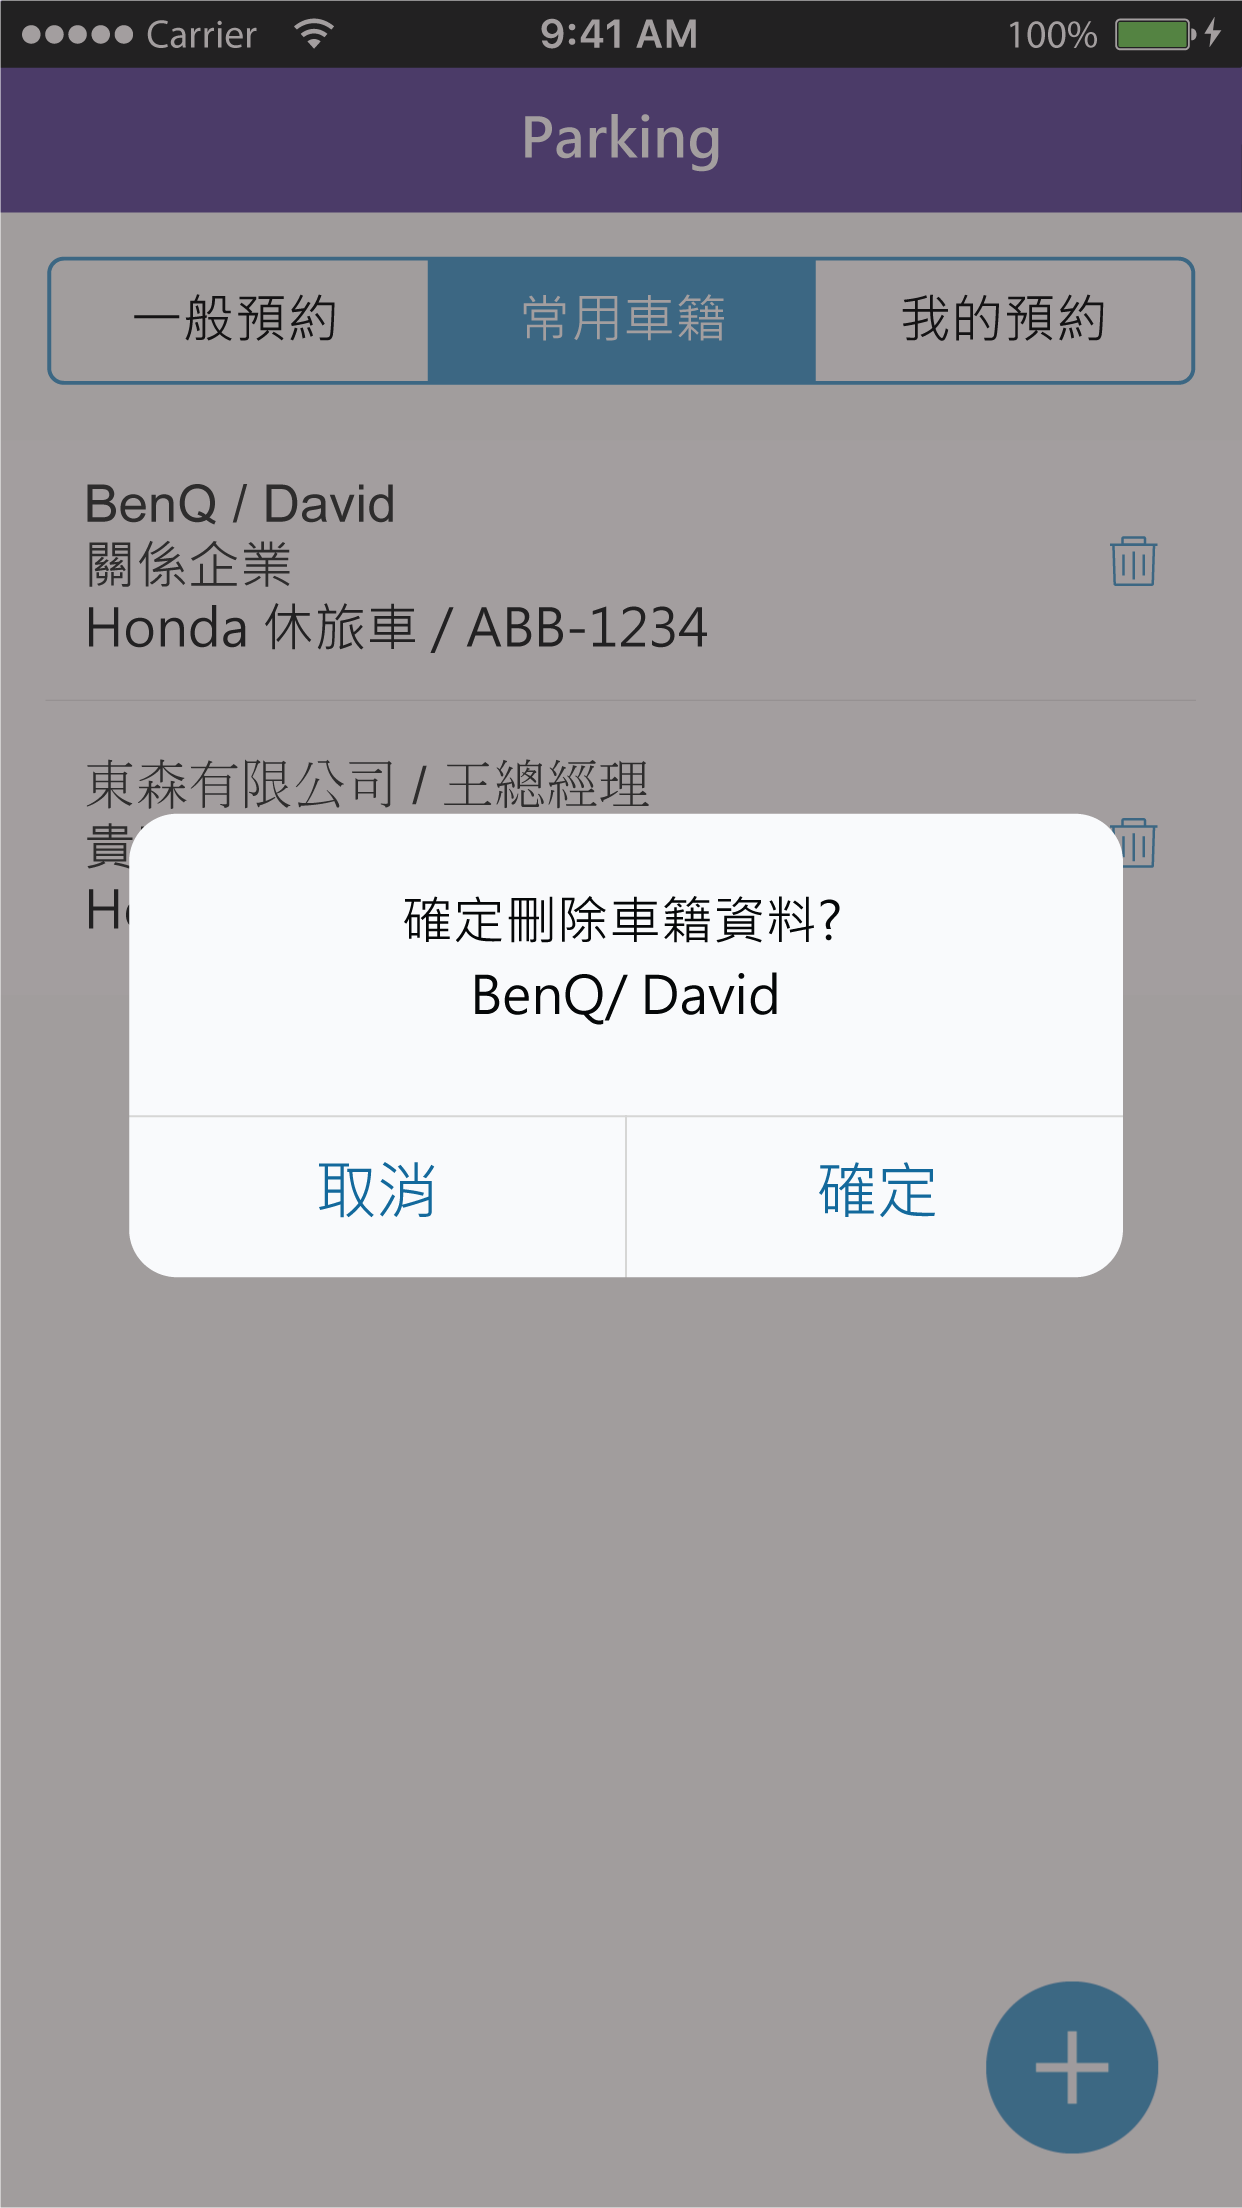 Carrier 9:41 AM 100%
Parking
一般預約 常用車籍 我的預約
BenQ / David
關係企業
Honda 休旅車 / ABB-1234
東森有限公司 / 王總經理
貴
確定刪除車籍資料?
BenQ/ David
取消 確定